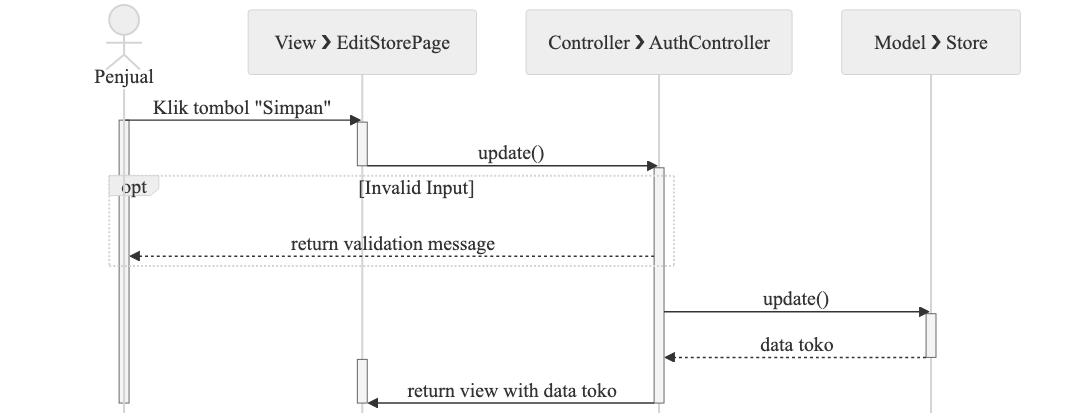 View ❯ EditStorePage
Controller ❯ AuthController
Model ❯ Store
Penjual
Klik tombol "Simpan"
update()
opt
[Invalid Input]
return validation message
update()
data toko
return view with data toko